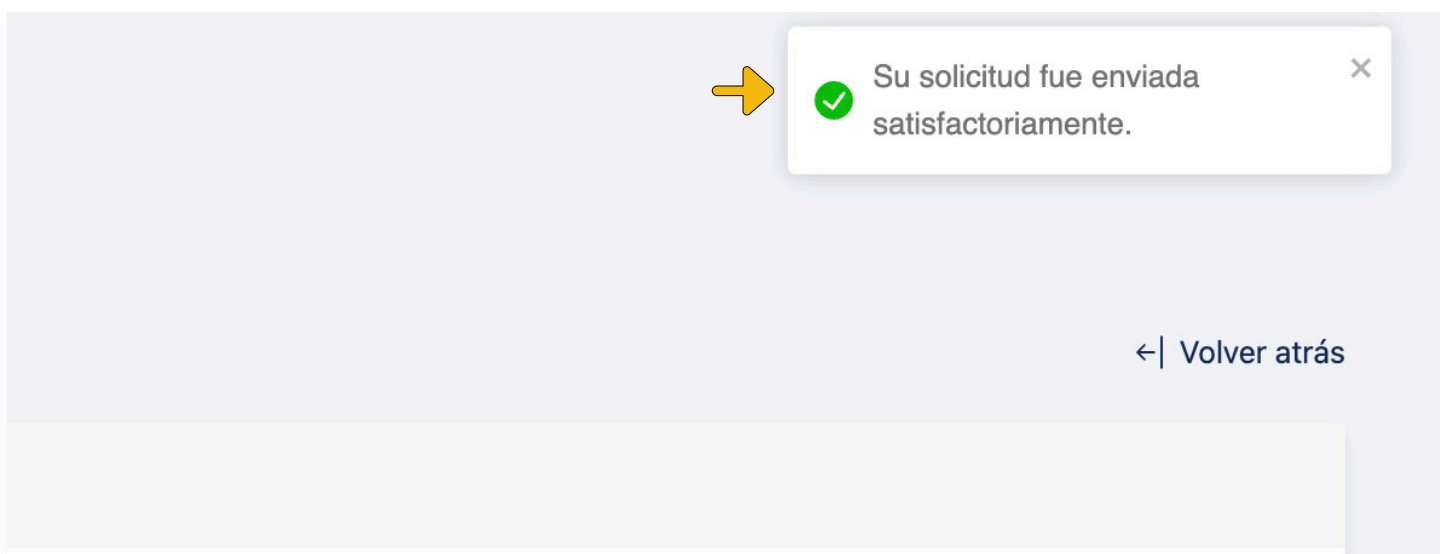 Su solicitud fue enviada
satisfactoriamente.
Volver atrás